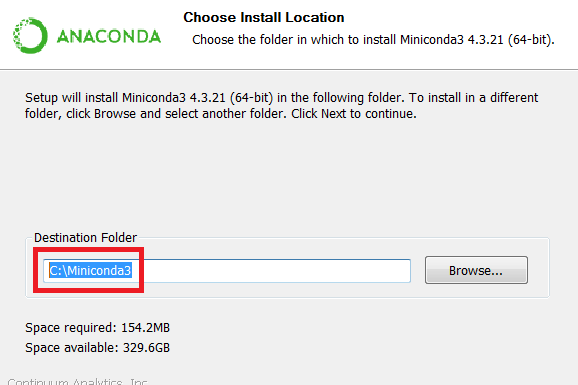 Choose Install Location
ANACONDA
Choose the folder in which to install Miniconda3 4.3.21 (64-bit).
Setup will install Miniconda3 4.3.21 (64-bit) in the following folder. To install in a different
folder, click Browse and select another folder. Click Next to continue.
Destination Folder
C:\Miniconda3
Browse...
Space required: 154.2MB
Space available: 329.6GB
Continuum Analytics, Inc.